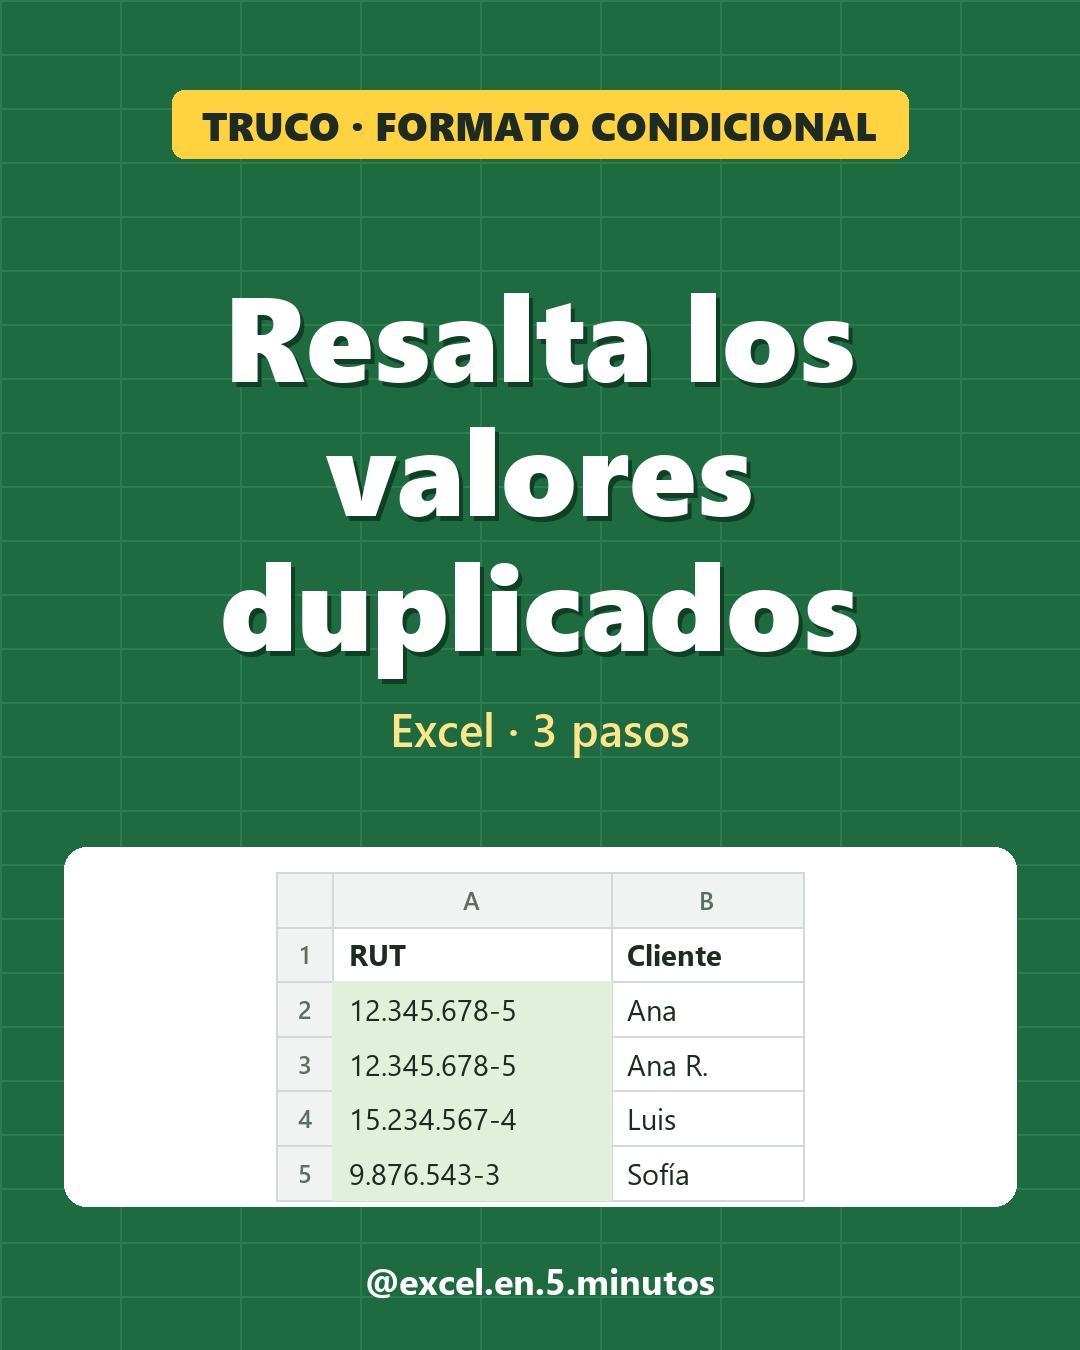 TRUCO · FORMATO CONDICIONAL
Resalta los
valores
duplicados
Excel · 3 pasos
A B
1 RUT Cliente
2 12.345.678-5 Ana
3 12.345.678-5 Ana R.
4 15.234.567-4 Luis
5 9.876.543-3 Sofía
@excel.en.5.minutos